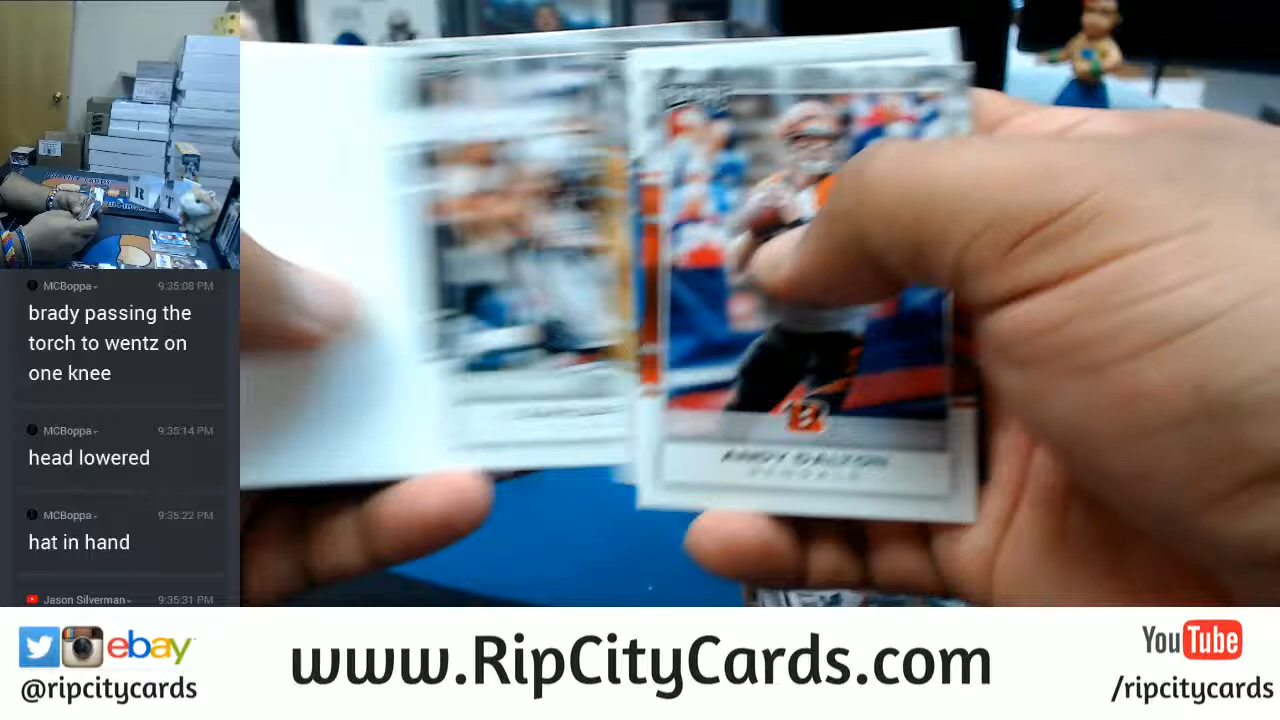 MCBoppa 9:35:08 PM
brady passing the
torch to wentz on
one knee
MCBoppa 9:35:14 PM
head lowered
MCBoppa 9:35:22 PM
hat in hand
Jason Silverman 9:35:31 PM
ANDY DALTON
BENGALS
ebay
@ripcitycards
www.RipCityCards.com
YouTube
/ripcitycards